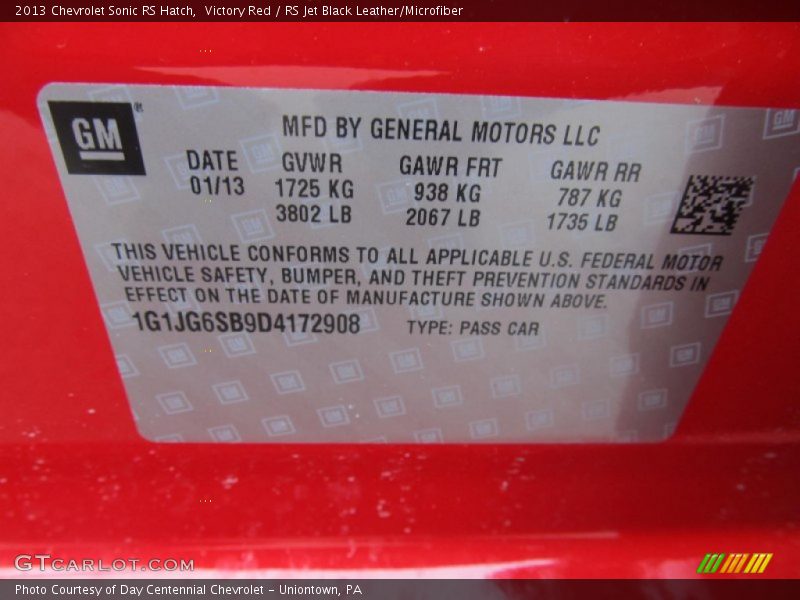 2013 Chevrolet Sonic RS Hatch,  Victory Red / RS Jet Black Leather/Microfiber
GM ®
MFD BY GENERAL MOTORS LLC
DATE GVWR GAWR FRT GAWR RR
01/13 1725 KG 938 KG 787 KG
3802 LB 2067 LB 1735 LB
THIS VEHICLE CONFORMS TO ALL APPLICABLE U.S. FEDERAL MOTOR
VEHICLE SAFETY, BUMPER, AND THEFT PREVENTION STANDARDS IN
EFFECT ON THE DATE OF MANUFACTURE SHOWN ABOVE.
1G1JG6SB9D4172908 TYPE: PASS CAR
GTCARLOT.COM
Photo Courtesy of Day Centennial Chevrolet - Uniontown, PA